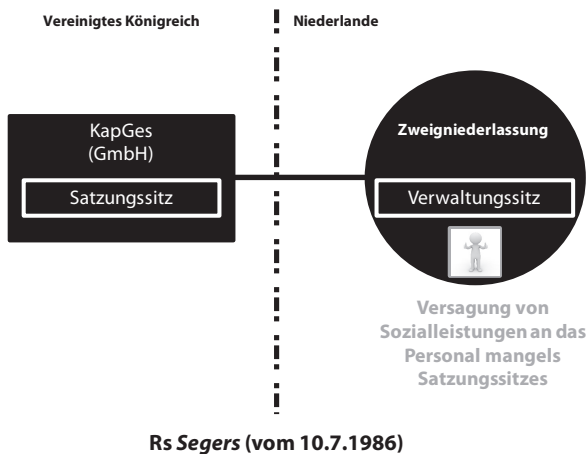 Vereinigtes Königreich
Niederlande
KapGes
(GmbH)
Satzungssitz
Zweigniederlassung
Verwaltungssitz
Versagung von
Sozialleistungen an das
Personal mangels
Satzungssitzes
Rs Segers (vom 10.7.1986)